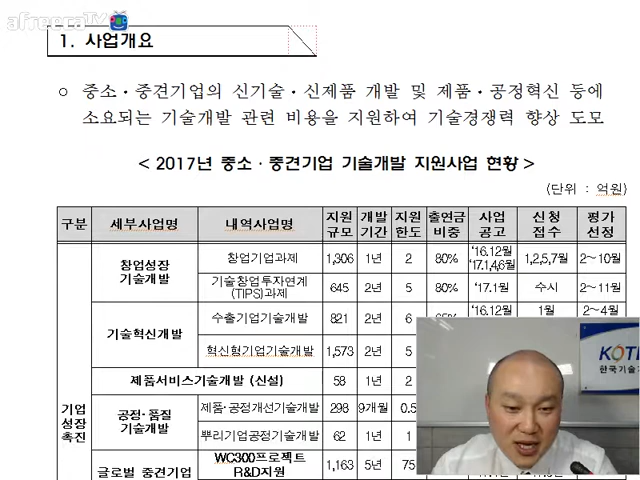 afreecaTV
1. 사업개요
○ 중소·중견기업의 신기술·신제품 개발 및 제품·공정혁신 등에
소요되는 기술개발 관련 비용을 지원하여 기술경쟁력 향상 도모
< 2017년 중소·중견기업 기술개발 지원사업 현황 >
(단위 : 억원)
구분 세부사업명 내역사업명 지원규모 개발기간 지원한도 출연금비중 사업공고 신청접수 평가선정
기업성장촉진
창업성장 기술개발
창업기업과제 1,306 1년 2 80% ‘16.12월 ‘17.1,4,6월 1,2,5,7월 2~10월
기술창업투자연계(TIPS)과제 645 2년 5 80% ‘17.1월 수시 2~11월
기술혁신개발
수출기업기술개발 821 2년 6 65% ‘16.12월 1월 2~4월
혁신형기업기술개발 1,573 2년 5
제품서비스기술개발 (신설) 58 1년 2
공정·품질 기술개발
제품·공정개선기술개발 298 9개월 0.5
뿌리기업공정기술개발 62 1년 1
글로벌 중견기업
WC300프로젝트 R&D지원 1,163 5년 75
한국기술